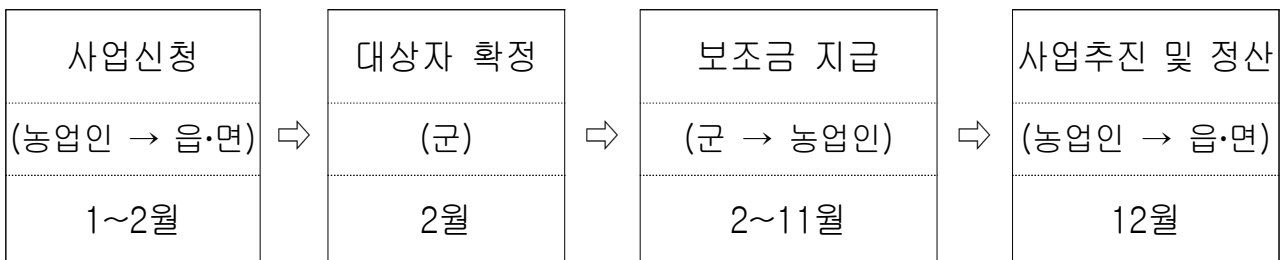 사업신청
(농업인 → 읍·면)
1~2월
⇨
대상자 확정
(군)
2월
⇨
보조금 지급
(군 → 농업인)
2~11월
⇨
사업추진 및 정산
(농업인 → 읍·면)
12월